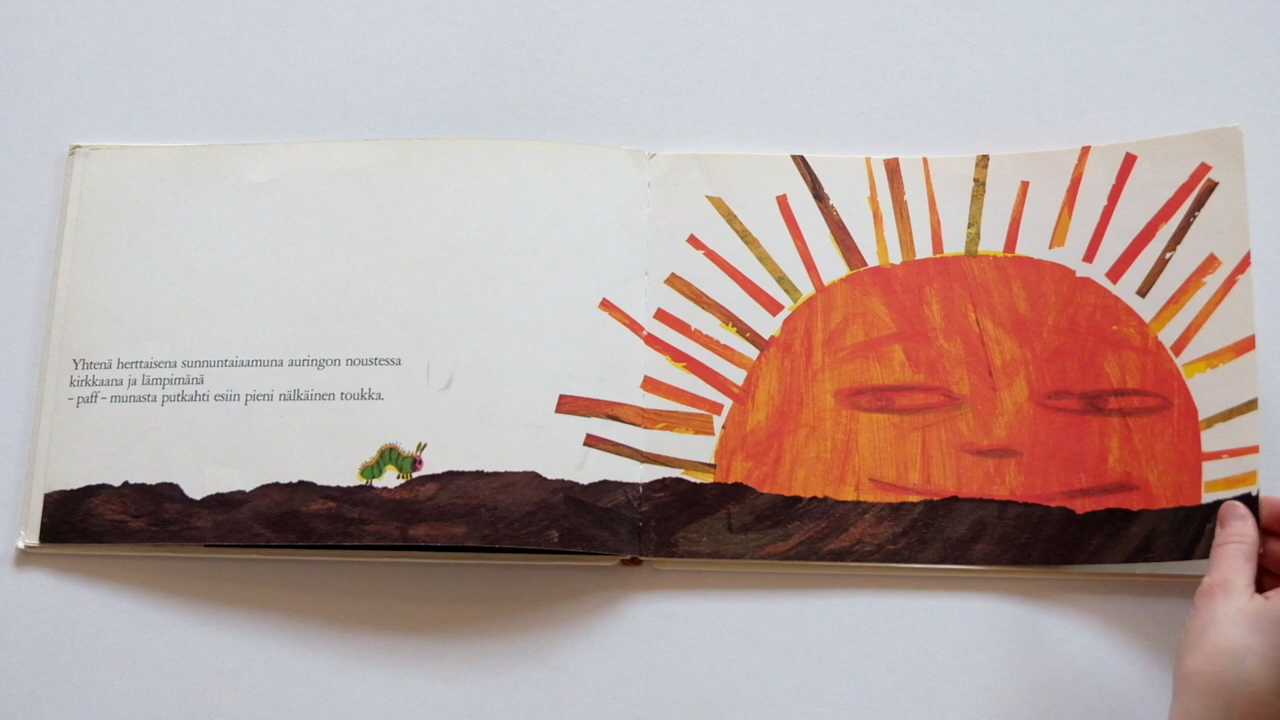 Yhtenä herttaisena sunnuntaiaamuna auringon noustessa
kirkkaana ja lämpimänä
–paff– munasta putkahti esiin pieni nälkäinen toukka.